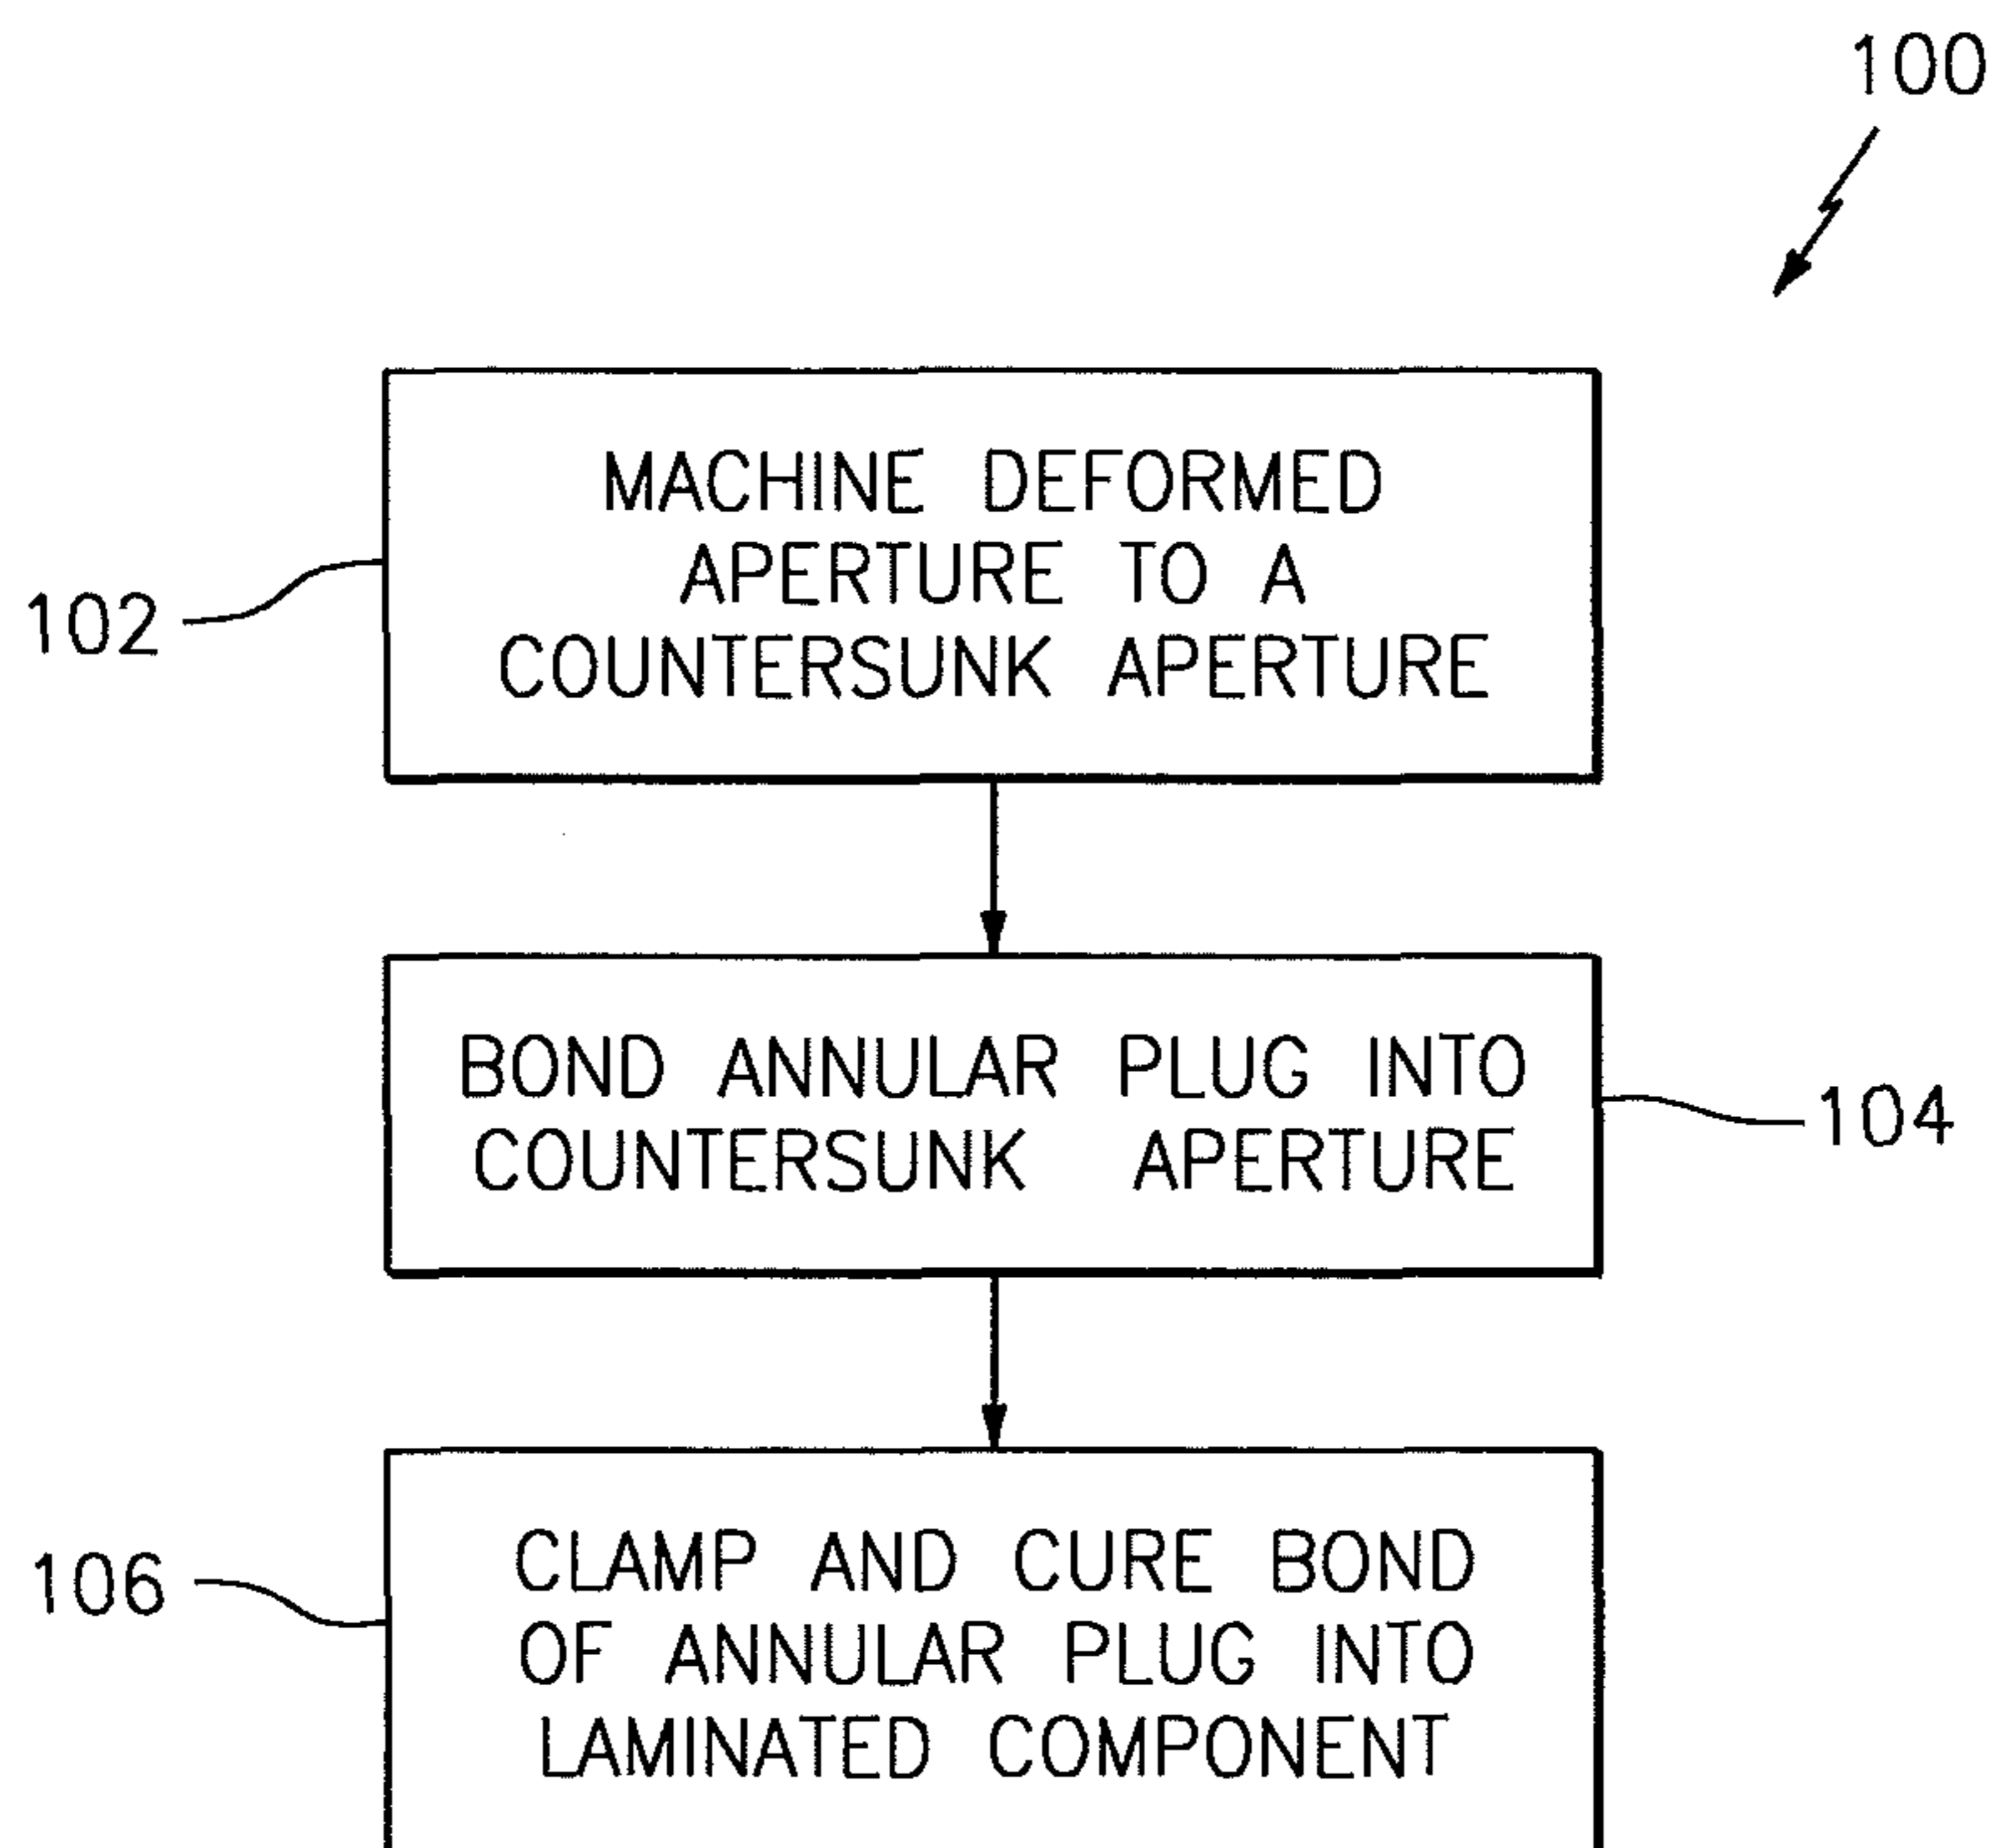 100
MACHINE DEFORMED
APERTURE TO A
COUNTERSUNK APERTURE
102
BOND ANNULAR PLUG INTO
COUNTERSUNK APERTURE
104
CLAMP AND CURE BOND
OF ANNULAR PLUG INTO
LAMINATED COMPONENT
106